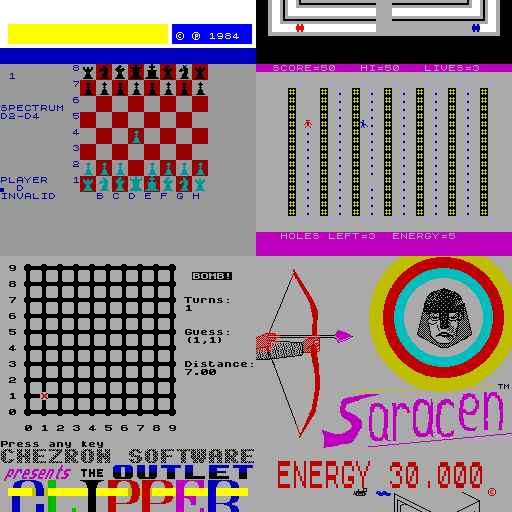 © ℗ 1984
8
1
7
6
SPECTRUM
D2-D4
5
4
3
2
PLAYER
1
D
INVALID
B C D E F G H
SCORE=50 HI=50 LIVES=3
HOLES LEFT=3 ENERGY=5
9
8
7
6
5
4
3
2
1
0
0 1 2 3 4 5 6 7 8 9
BOMB!
Turns:
1
Guess:
(1,1)
Distance:
7.00
Press any key
Saracen™
CHEZRON SOFTWARE
presents THE OUTLET
CLIPPER
ENERGY 30.000
©